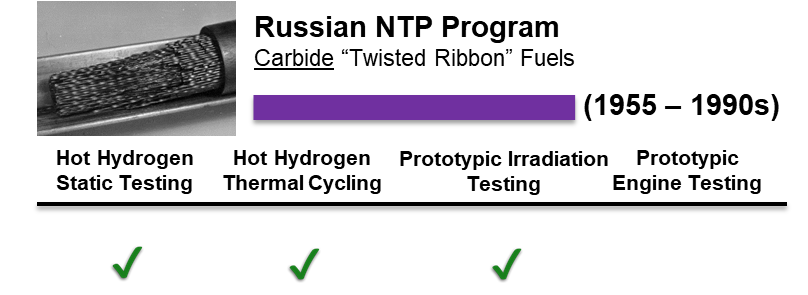 Russian NTP Program
Carbide “Twisted Ribbon” Fuels
(1955 – 1990s)
Hot Hydrogen Static Testing
Hot Hydrogen Thermal Cycling
Prototypic Irradiation Testing
Prototypic Engine Testing
✓ ✓ ✓